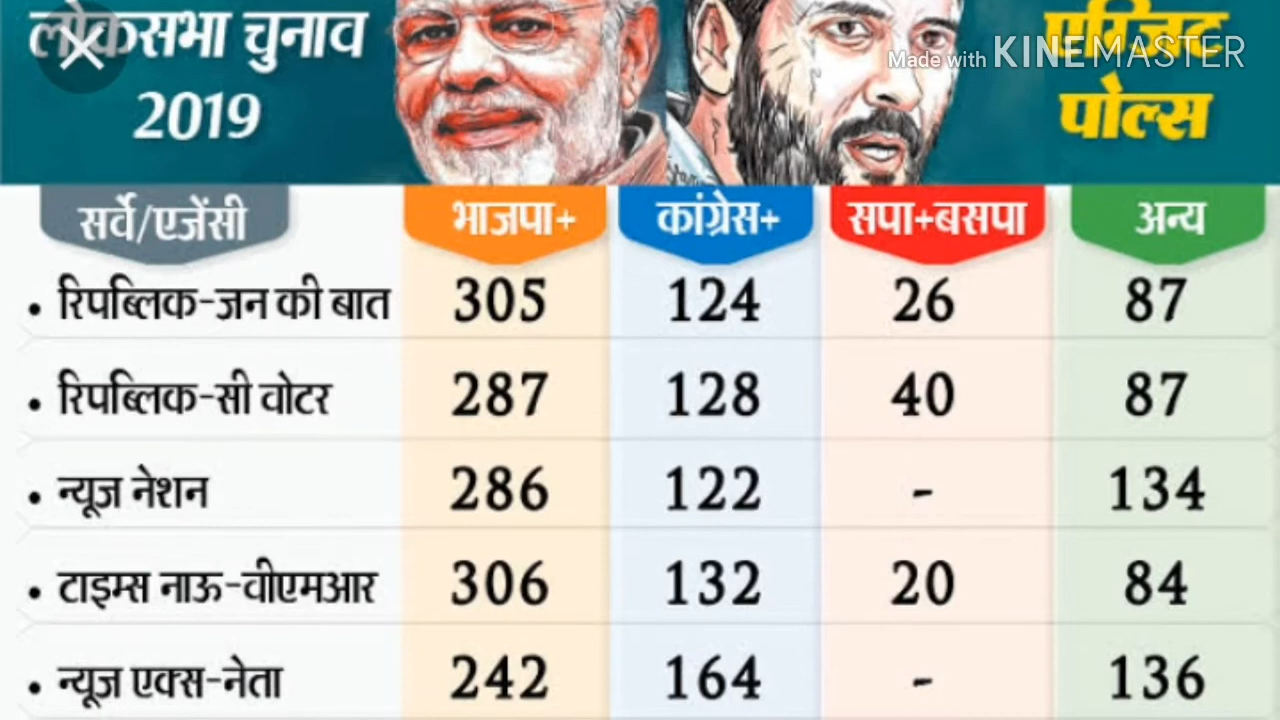 लोकसभा चुनाव
2019
एग्जिट
पोल्स
Made with KINEMASTER
सर्वे/एजेंसी भाजपा+ कांग्रेस+ सपा+बसपा अन्य
• रिपब्लिक-जन की बात 305 124 26 87
• रिपब्लिक-सी वोटर 287 128 40 87
• न्यूज नेशन 286 122 - 134
• टाइम्स नाऊ-वीएमआर 306 132 20 84
• न्यूज एक्स-नेता 242 164 - 136